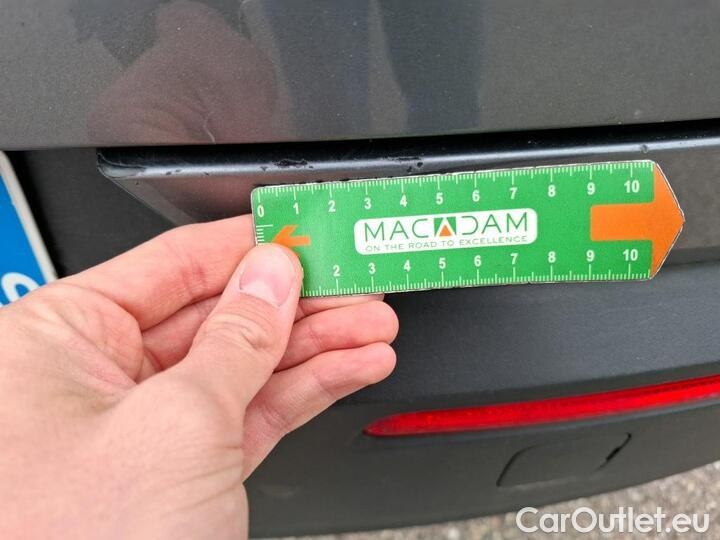 0 1 2 3 4 5 6 7 8 9 10
MACADAM
ON THE ROAD TO EXCELLENCE
2 3 4 5 6 7 8 9 10
CarOutlet.eu